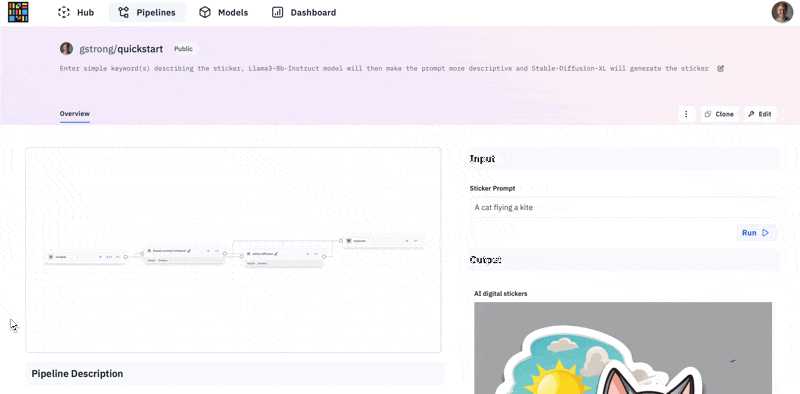 Hub
Pipelines
Models
Dashboard
gstrong/quickstart
Public
Enter simple keyword(s) describing the sticker, Llama3-8b-Instruct model will then make the prompt more descriptive and Stable-Diffusion-XL will generate the sticker
Overview
Clone
Edit
Input
Sticker Prompt
A cat flying a kite
Run
Output
AI digital stickers
Pipeline Description